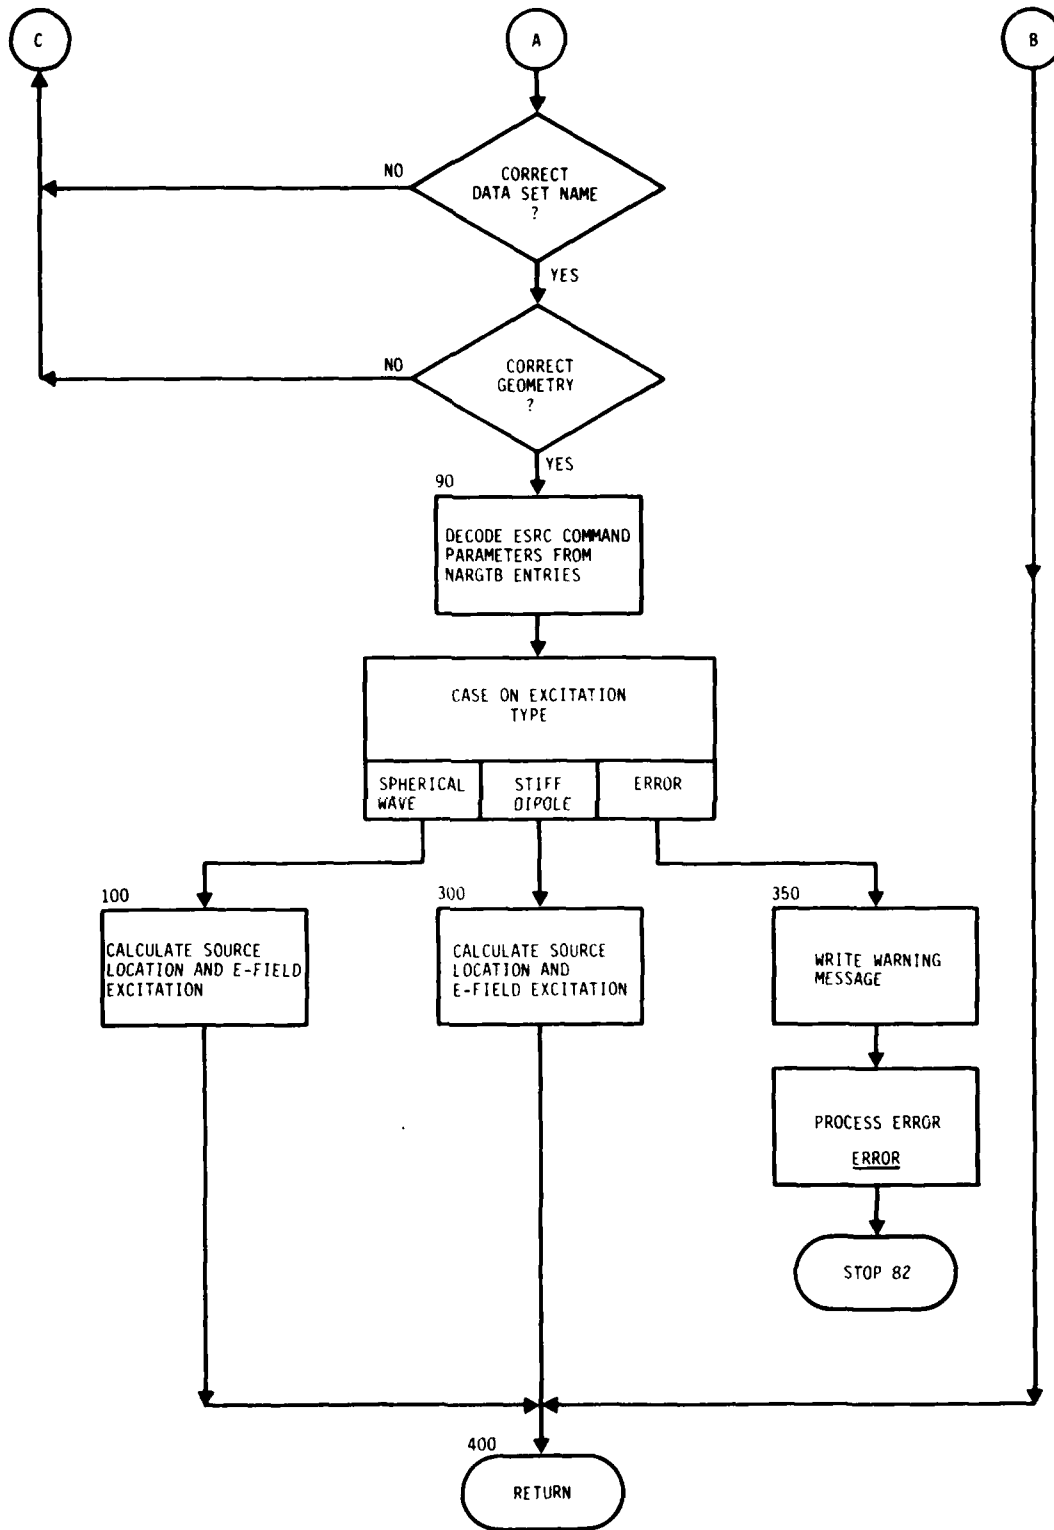 C
A
B
NO
CORRECT
DATA SET NAME
?
YES
NO
CORRECT
GEOMETRY
?
YES
90
DECODE ESRC COMMAND
PARAMETERS FROM
NARGTB ENTRIES
CASE ON EXCITATION
TYPE
SPHERICAL
WAVE
STIFF
DIPOLE
ERROR
100
CALCULATE SOURCE
LOCATION AND E-FIELD
EXCITATION
300
CALCULATE SOURCE
LOCATION AND
E-FIELD EXCITATION
350
WRITE WARNING
MESSAGE
PROCESS ERROR
ERROR
STOP 82
400
RETURN